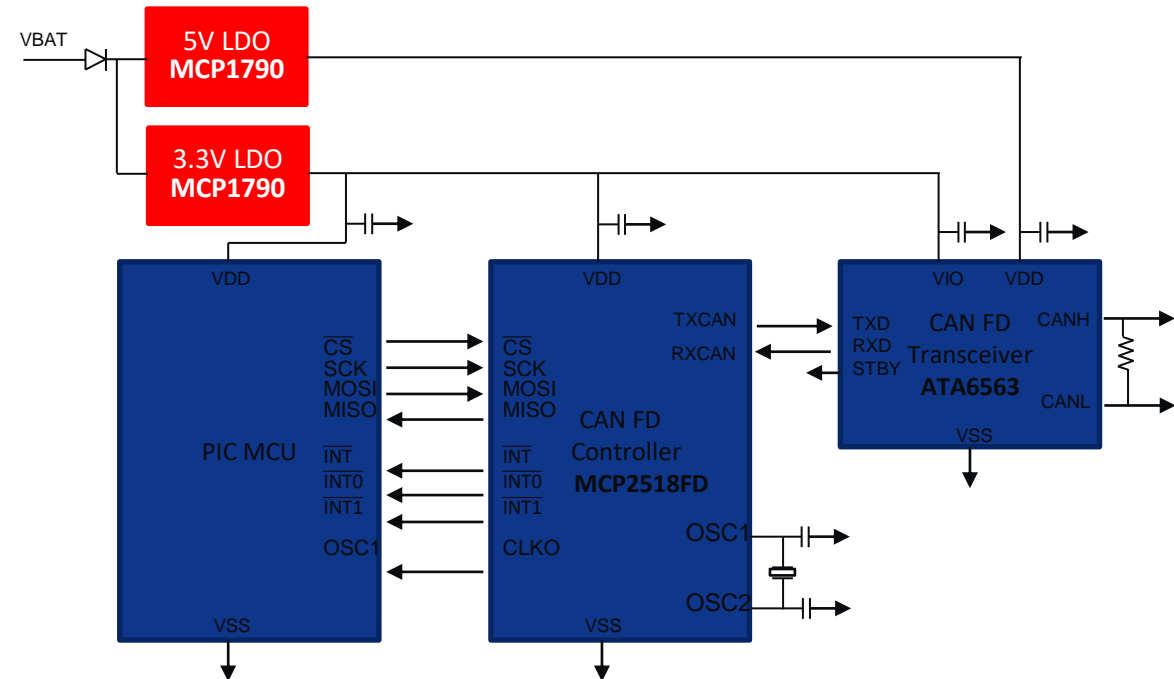 VBAT
5V LDO
MCP1790
3.3V LDO
MCP1790
VDD
CS
SCK
MOSI
MISO
PIC MCU
INT
INT0
INT1
OSC1
VSS
VDD
TXCAN
RXCAN
CS
SCK
MOSI
MISO
CAN FD
Controller
MCP2518FD
INT
INT0
INT1
CLKO
OSC1
OSC2
VSS
VIO
VDD
TXD
RXD
STBY
CAN FD
Transceiver
ATA6563
CANH
CANL
VSS